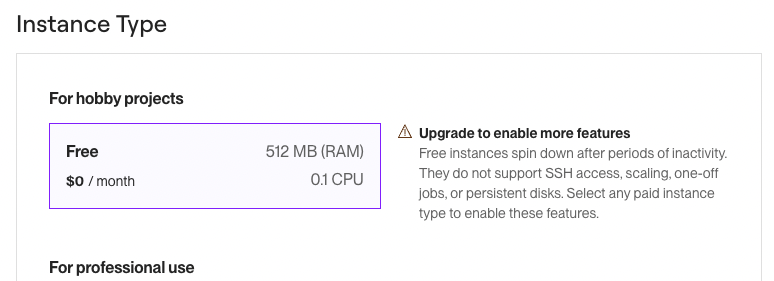 Instance Type
For hobby projects
Free
512 MB (RAM)
$0 / month
0.1 CPU
Upgrade to enable more features
Free instances spin down after periods of inactivity.
They do not support SSH access, scaling, one-off
jobs, or persistent disks. Select any paid instance
type to enable these features.
For professional use